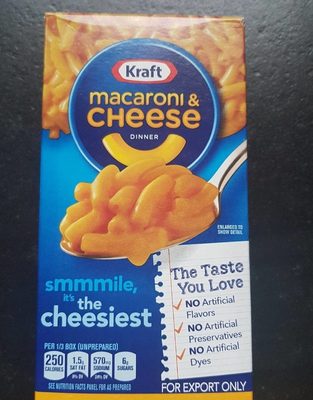 Kraft
macaroni &
CHEESE
DINNER
ENLARGED TO
SHOW DETAIL
smmmile,
it's the
cheesiest
The Taste
You Love
✓ NO Artificial
Flavors
✓ NO Artificial
Preservatives
✓ NO Artificial
Dyes
PER 1/3 BOX (UNPREPARED)
250
CALORIES
1.5g
SAT FAT
570mg
SODIUM
6g
SUGARS
SEE NUTRITION FACTS PANEL FOR AS PREPARED
FOR EXPORT ONLY